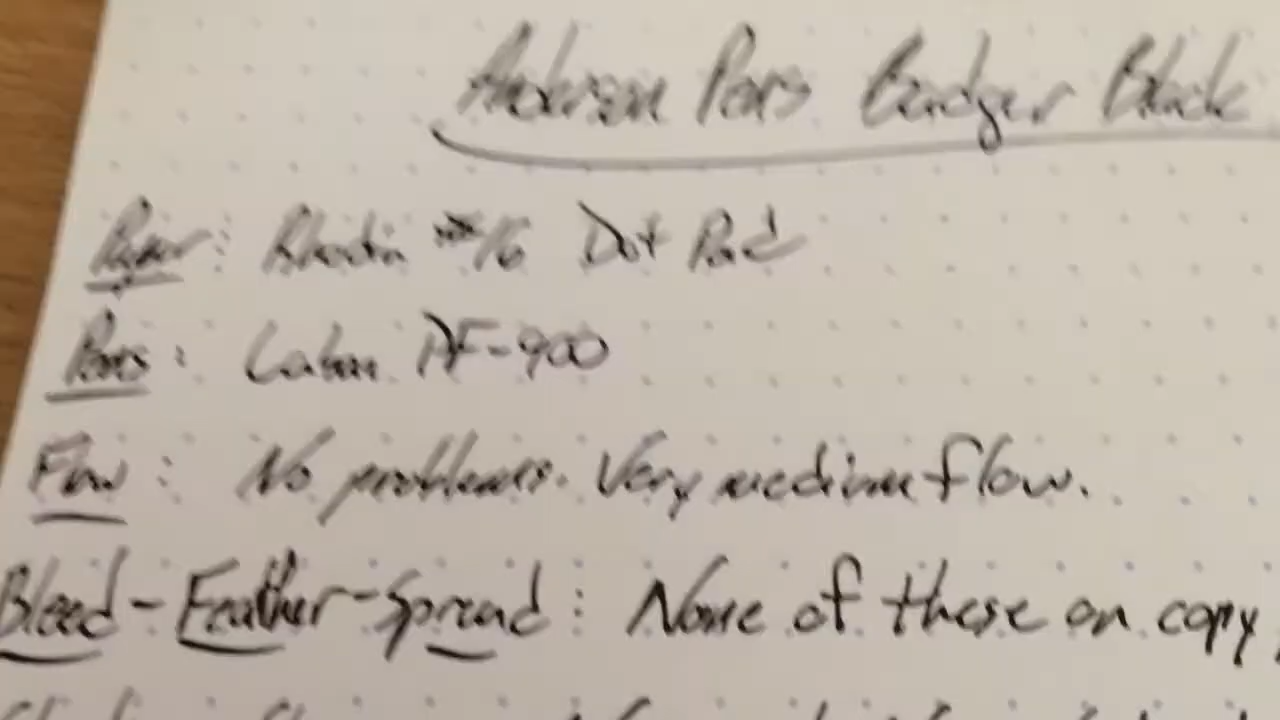 Anderson Pens Badger Black
Paper: Rhodia #16 Dot Pad
Pens: Lahm AF-900
Flow: No problems. Very medium flow.
Bleed-Feather-Spread: None of these on copy